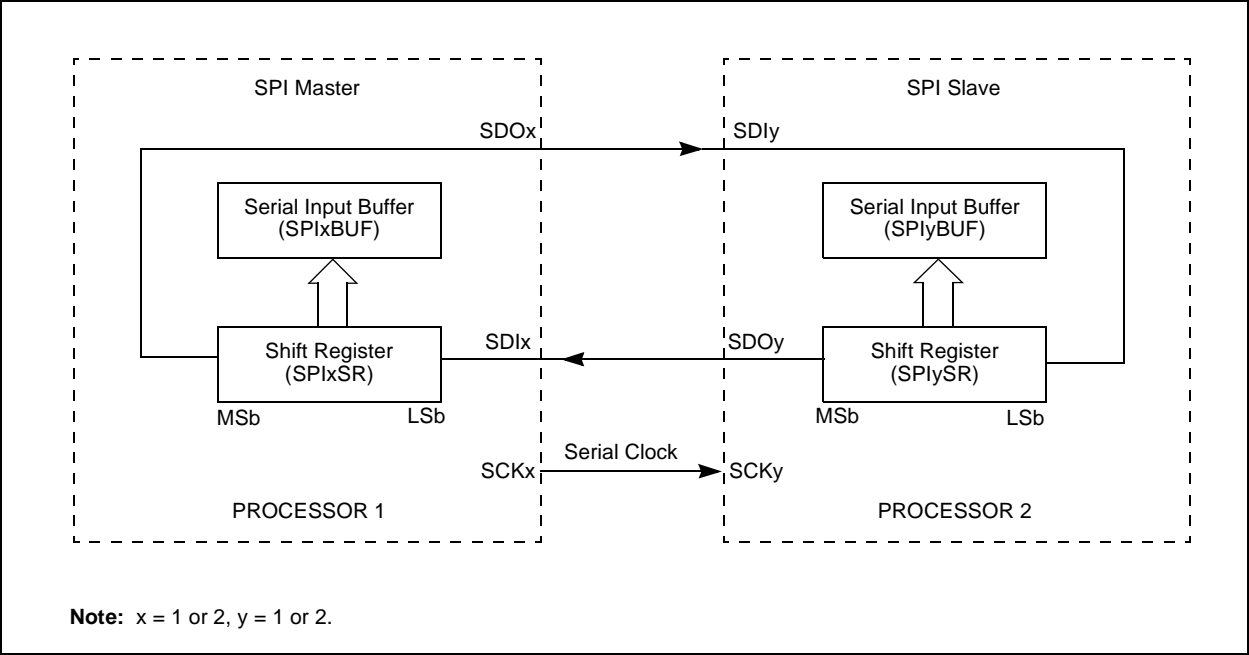 SPI Master
SPI Slave
SDOx
SDIy
Serial Input Buffer
(SPIxBUF)
Serial Input Buffer
(SPIyBUF)
SDIx
SDOy
Shift Register
(SPIxSR)
Shift Register
(SPIySR)
MSb
LSb
MSb
LSb
Serial Clock
SCKx
SCKy
PROCESSOR 1
PROCESSOR 2
Note: x = 1 or 2, y = 1 or 2.